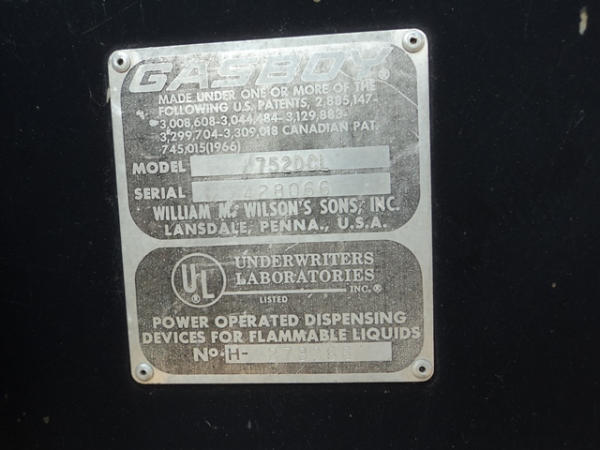 GASBOY®
MADE UNDER ONE OR MORE OF THE
FOLLOWING U.S. PATENTS, 2,885,147-
3,008,608-3,044,484-3,129,883-
3,299,704-3,309,018 CANADIAN PAT.
745,015(1966)
MODEL
SERIAL 428066
WILLIAM M. WILSON'S SONS, INC.
LANSDALE, PENNA., U.S.A.
UL ®
UNDERWRITERS
LABORATORIES
INC.®
LISTED
POWER OPERATED DISPENSING
DEVICES FOR FLAMMABLE LIQUIDS
No. H-